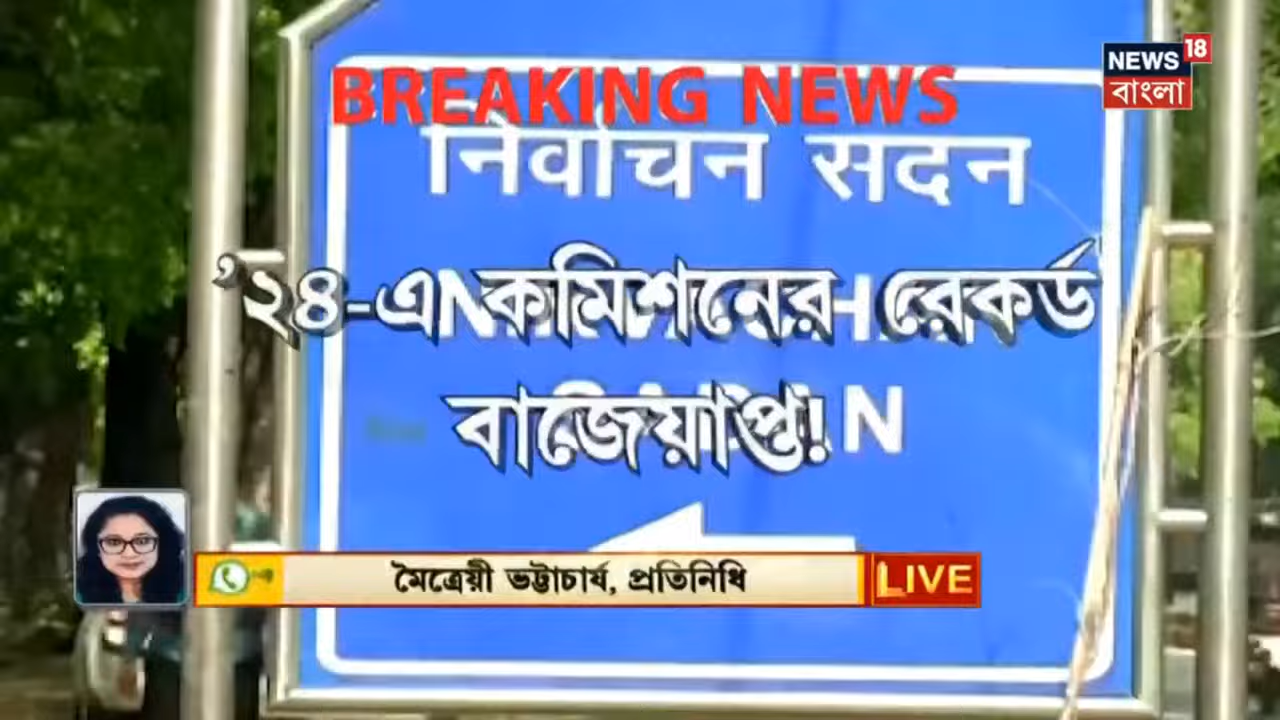 BREAKING NEWS
NEWS 18
বাংলা
निर्वाचन सदन
'২৪-এ কমিশনের রেকর্ড
বাজেয়াপ্ত!
মৈত্রেয়ী ভট্টাচার্য, প্রতিনিধি
LIVE